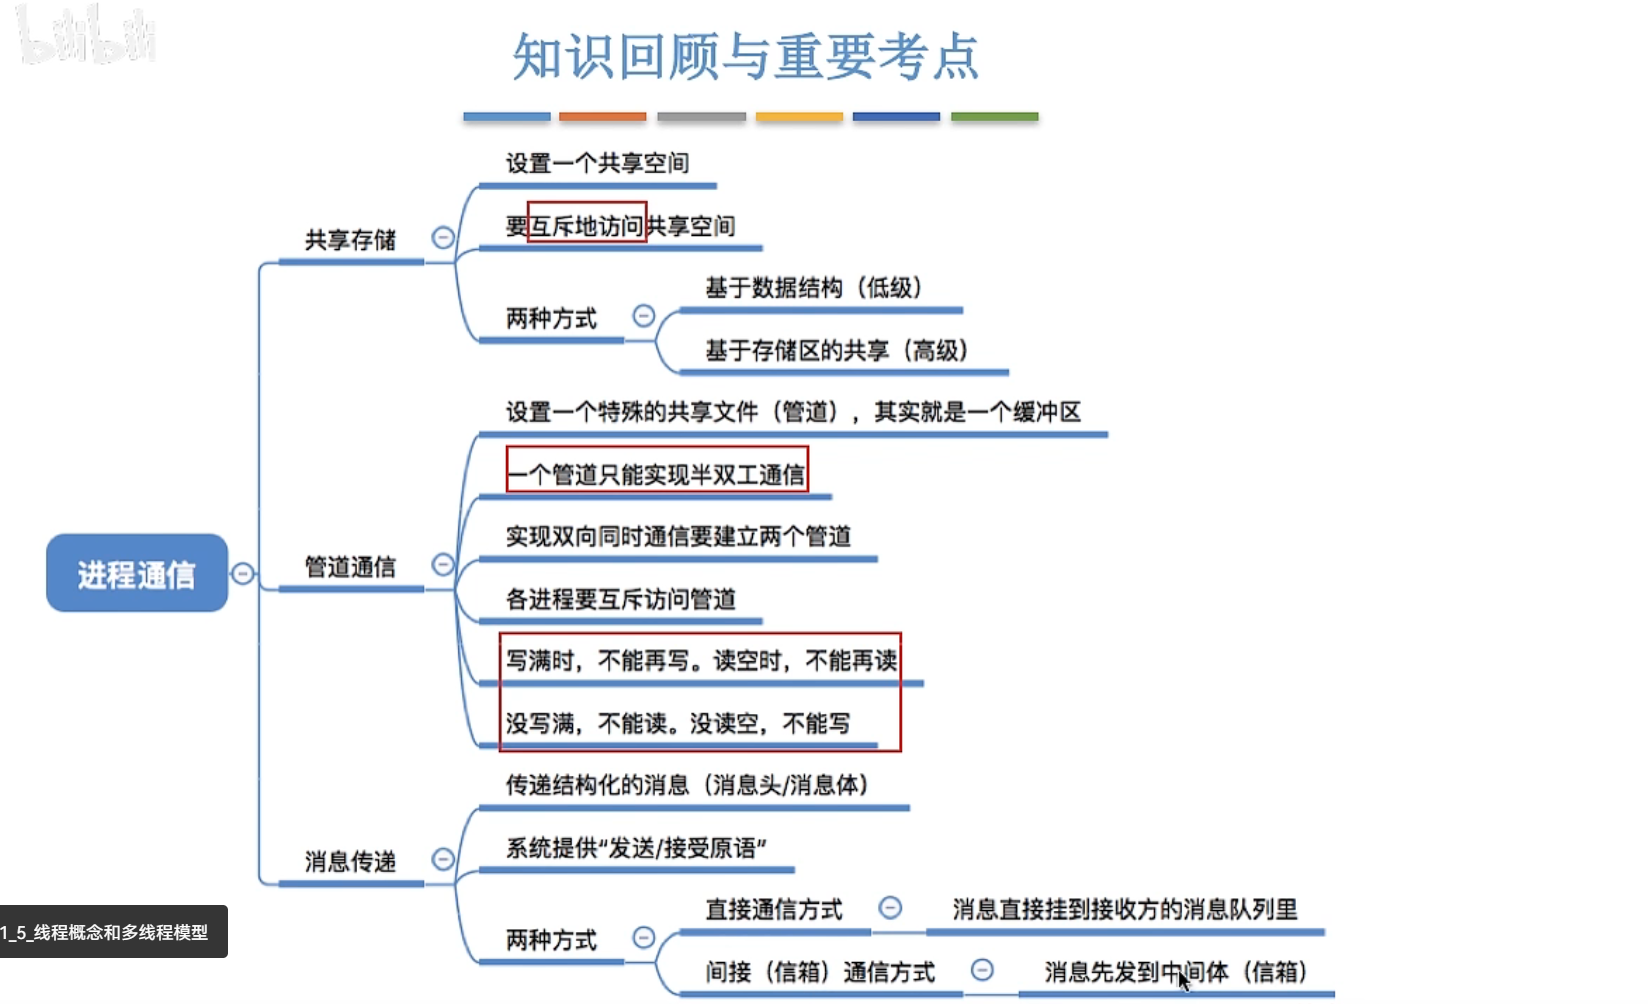 bilibili
知识回顾与重要考点
设置一个共享空间
要互斥地访问共享空间
共享存储
基于数据结构（低级）
两种方式
基于存储区的共享（高级）
设置一个特殊的共享文件（管道），其实就是一个缓冲区
一个管道只能实现半双工通信
实现双向同时通信要建立两个管道
管道通信
进程通信
各进程要互斥访问管道
写满时，不能再写。读空时，不能再读
没写满，不能读。没读空，不能写
传递结构化的消息（消息头/消息体）
系统提供“发送/接受原语”
消息传递
直接通信方式
消息直接挂到接收方的消息队列里
1_5_线程概念和多线程模型
两种方式
间接（信箱）通信方式
消息先发到中间体（信箱）